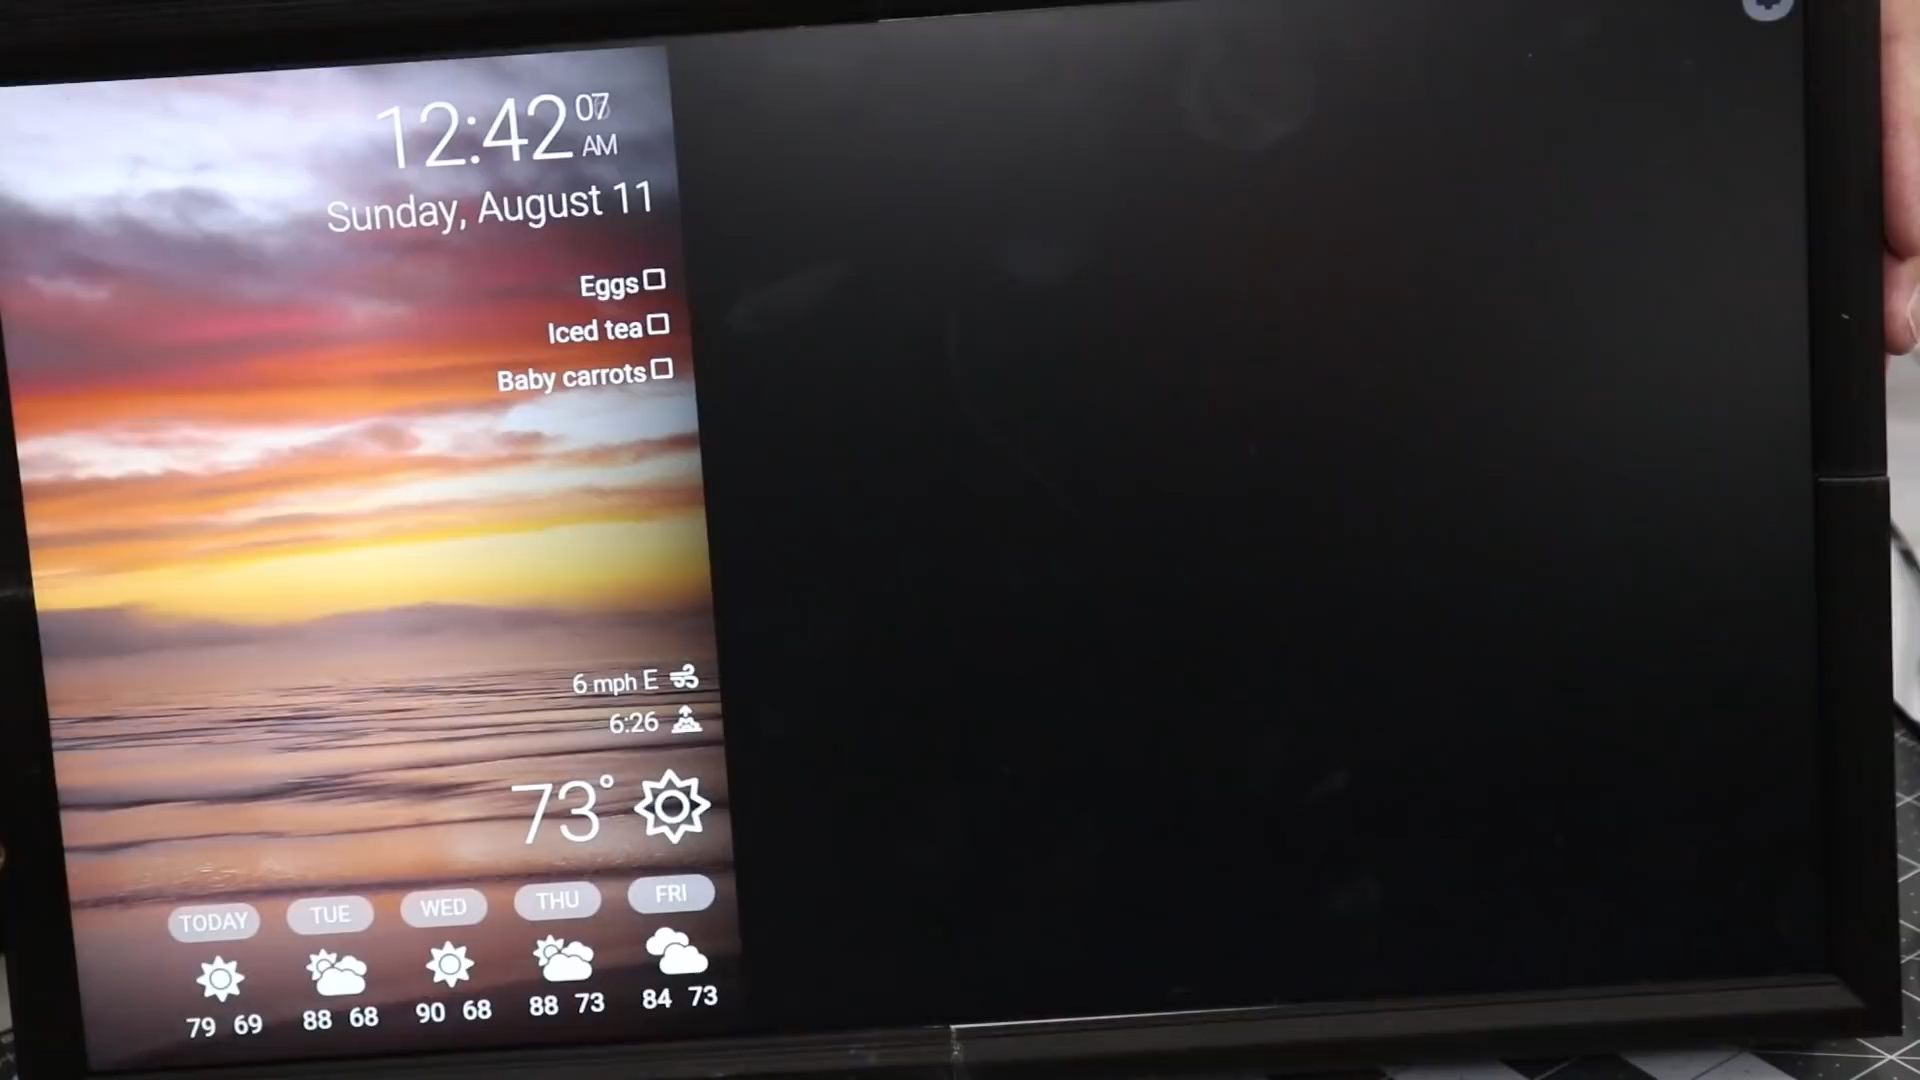 12:42 07 AM
Sunday, August 11
Eggs
Iced tea
Baby carrots
6 mph E
6:26
73°
TODAY TUE WED THU FRI
79 69 88 68 90 68 88 73 84 73